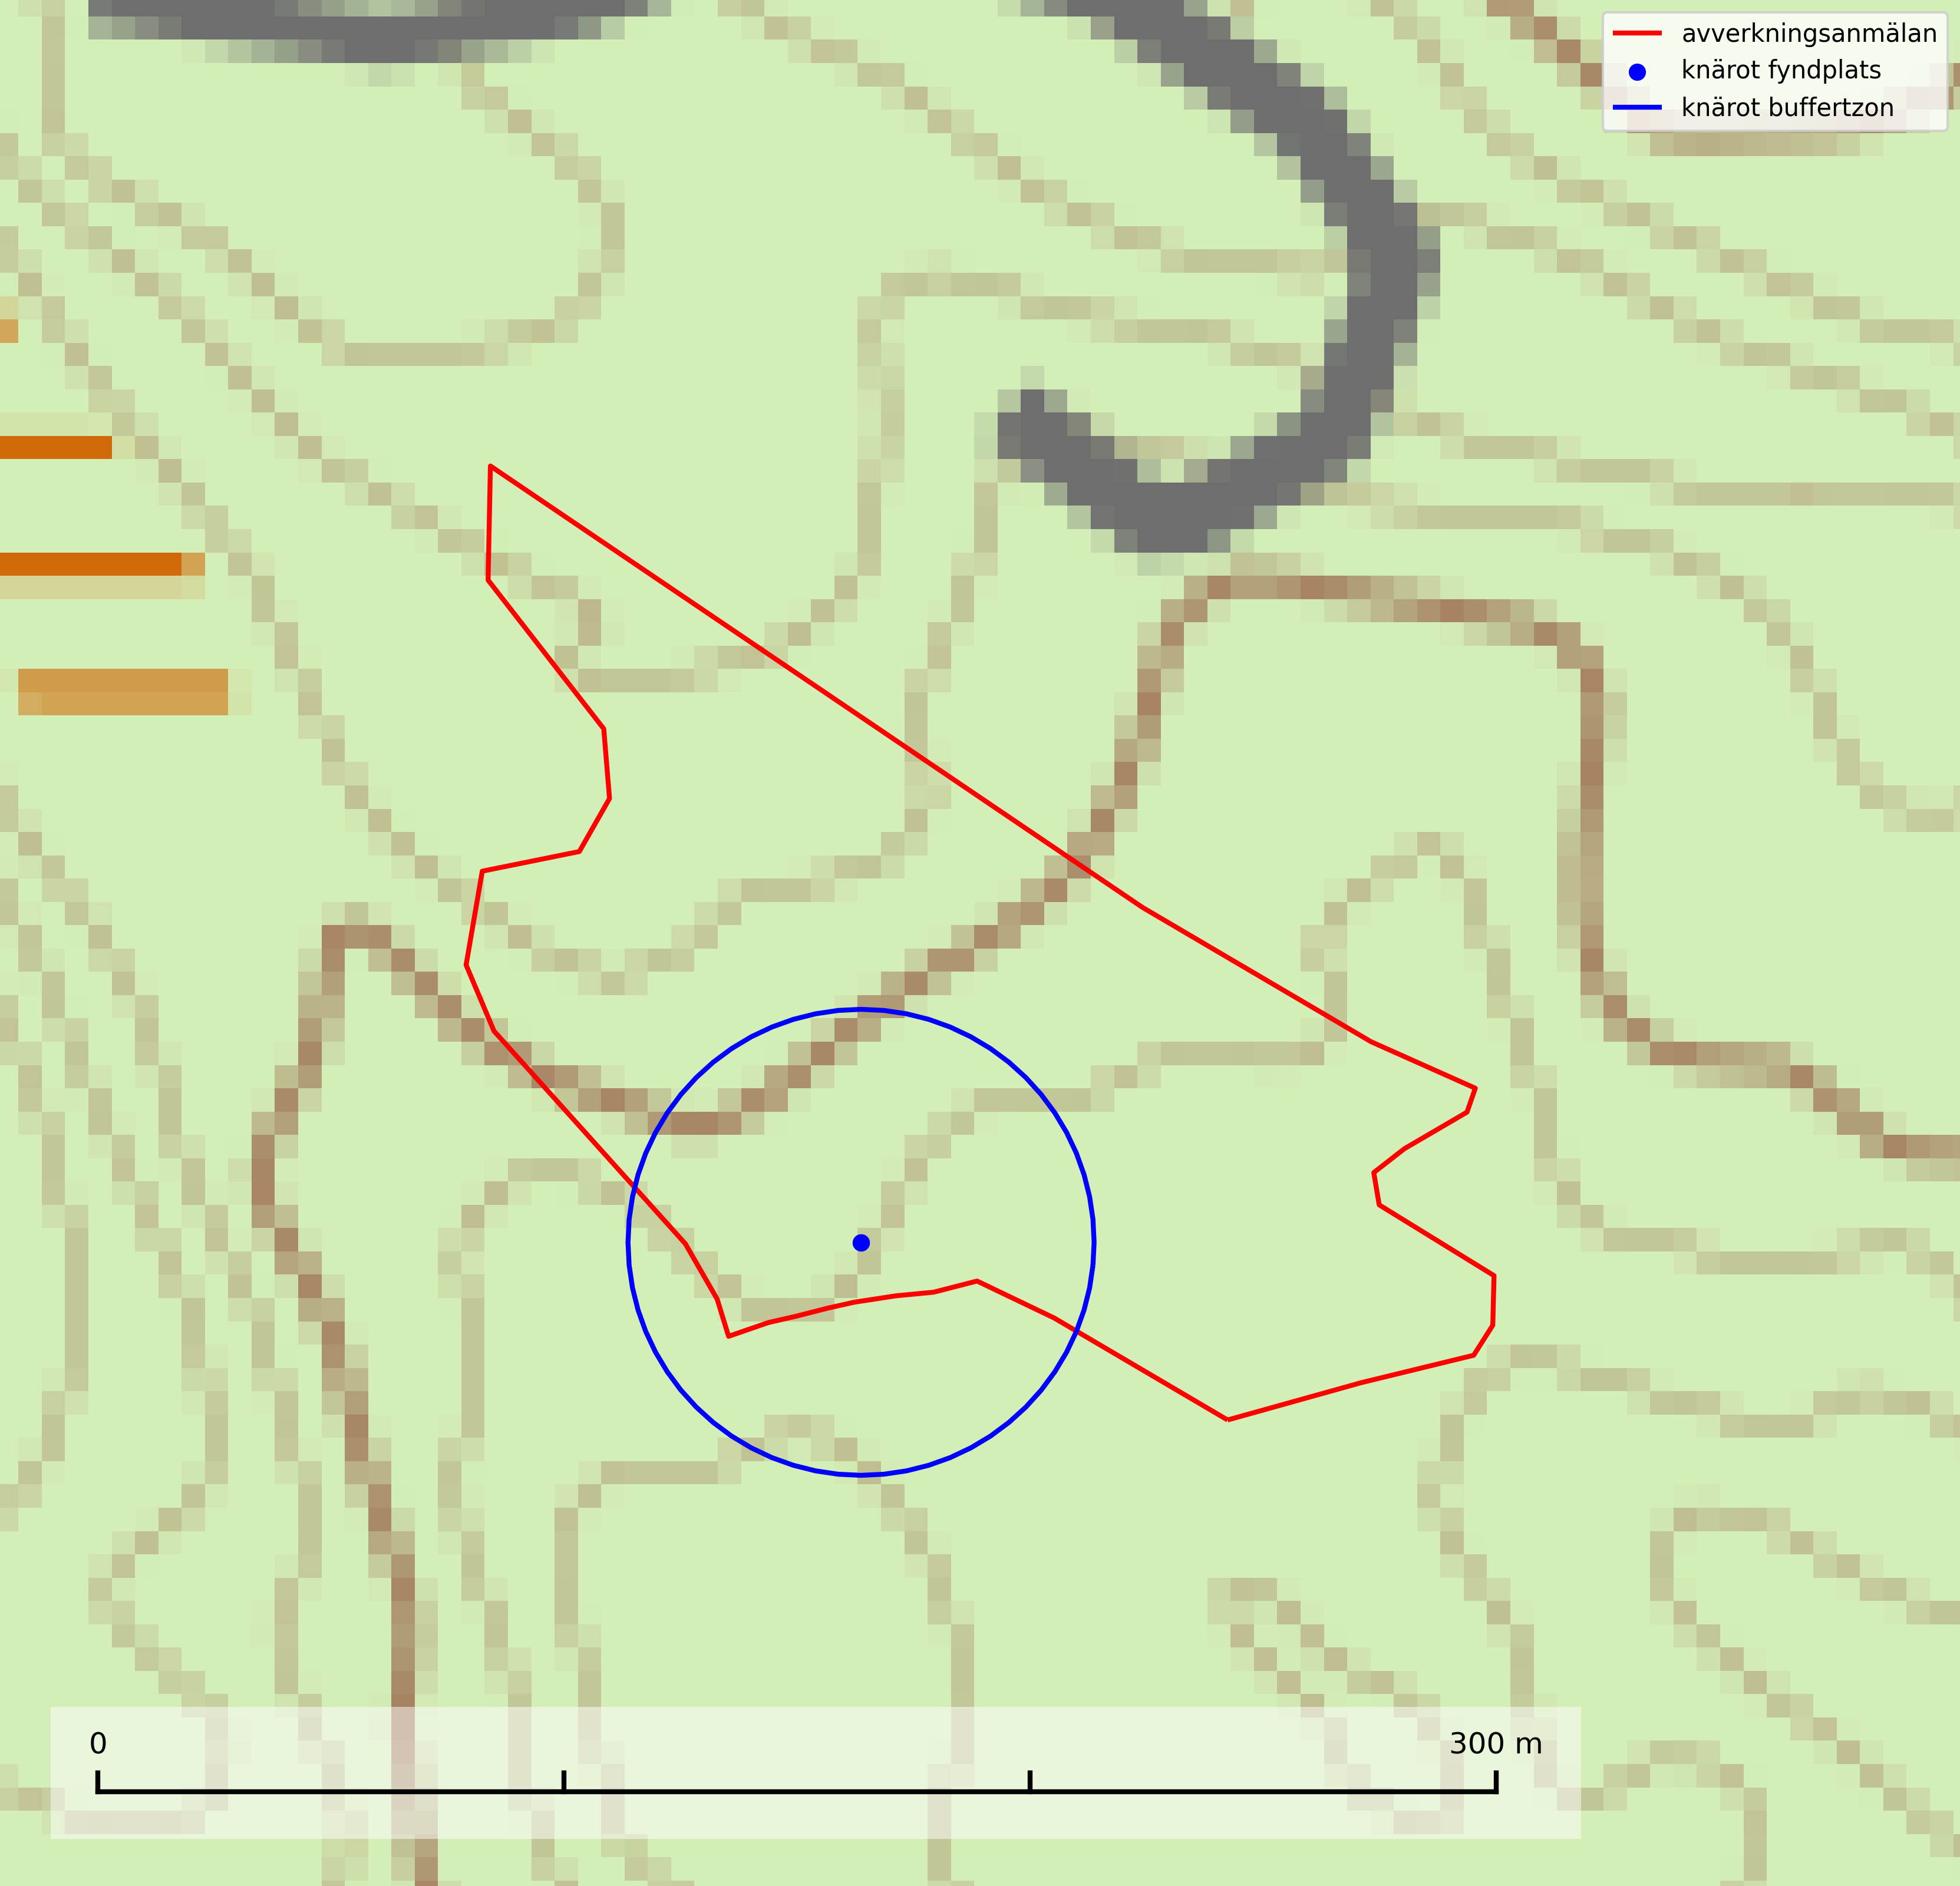 avverkningsanmälan
knärot fyndplats
knärot buffertzon
0 300 m